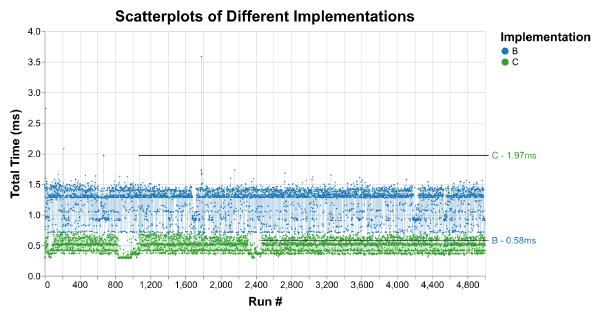 Scatterplots of Different Implementations
Implementation
B
C
Total Time (ms)
4.0
3.5
3.0
2.5
2.0
1.5
1.0
0.5
0.0
C - 1.97ms
B - 0.58ms
0 400 800 1,200 1,600 2,000 2,400 2,800 3,200 3,600 4,000 4,400 4,800
Run #